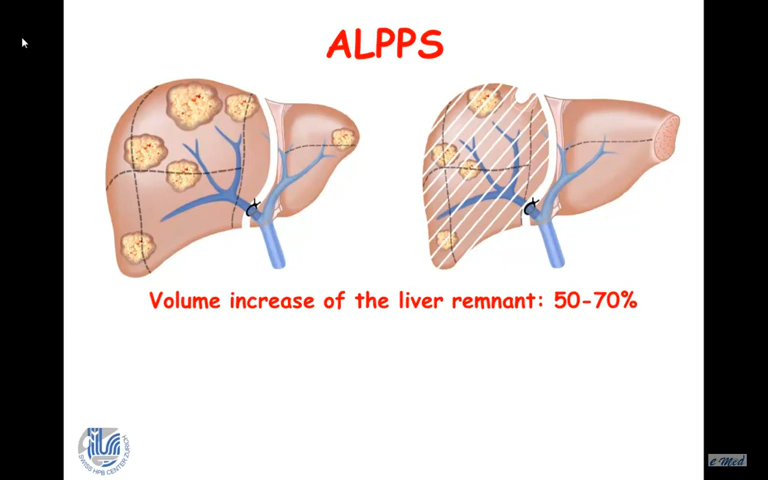 ALPPS
Volume increase of the liver remnant: 50-70%
SWISS HPB CENTER ZURICH
e-Med